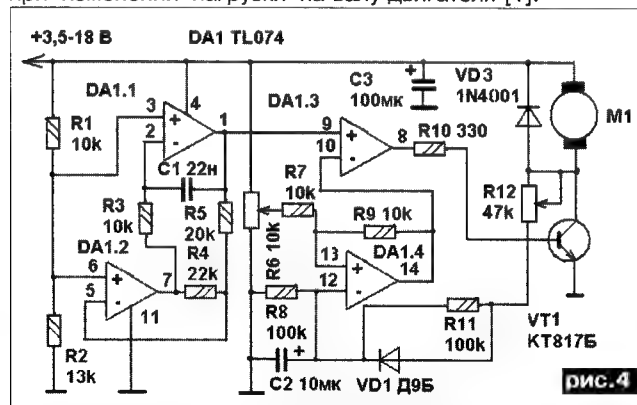 при изменении нагрузки на валу двигателя [1].
+3,5-18 В
DA1 TL074
DA1.1
DA1.3
C3
100мк
VD3
1N4001
M1
R1
10k
3
2
4
1
C1 22н
9
10
8
R10 330
R3
10k
R5
20k
R7
10k
R9 10k
R12
47k
DA1.2
R4
22k
R6 10k
13
12
DA1.4
14
6
5
7
11
R8
100k
R11
100k
R2
13k
C2 10мк
VD1 Д9Б
VT1
КТ817Б
рис.4